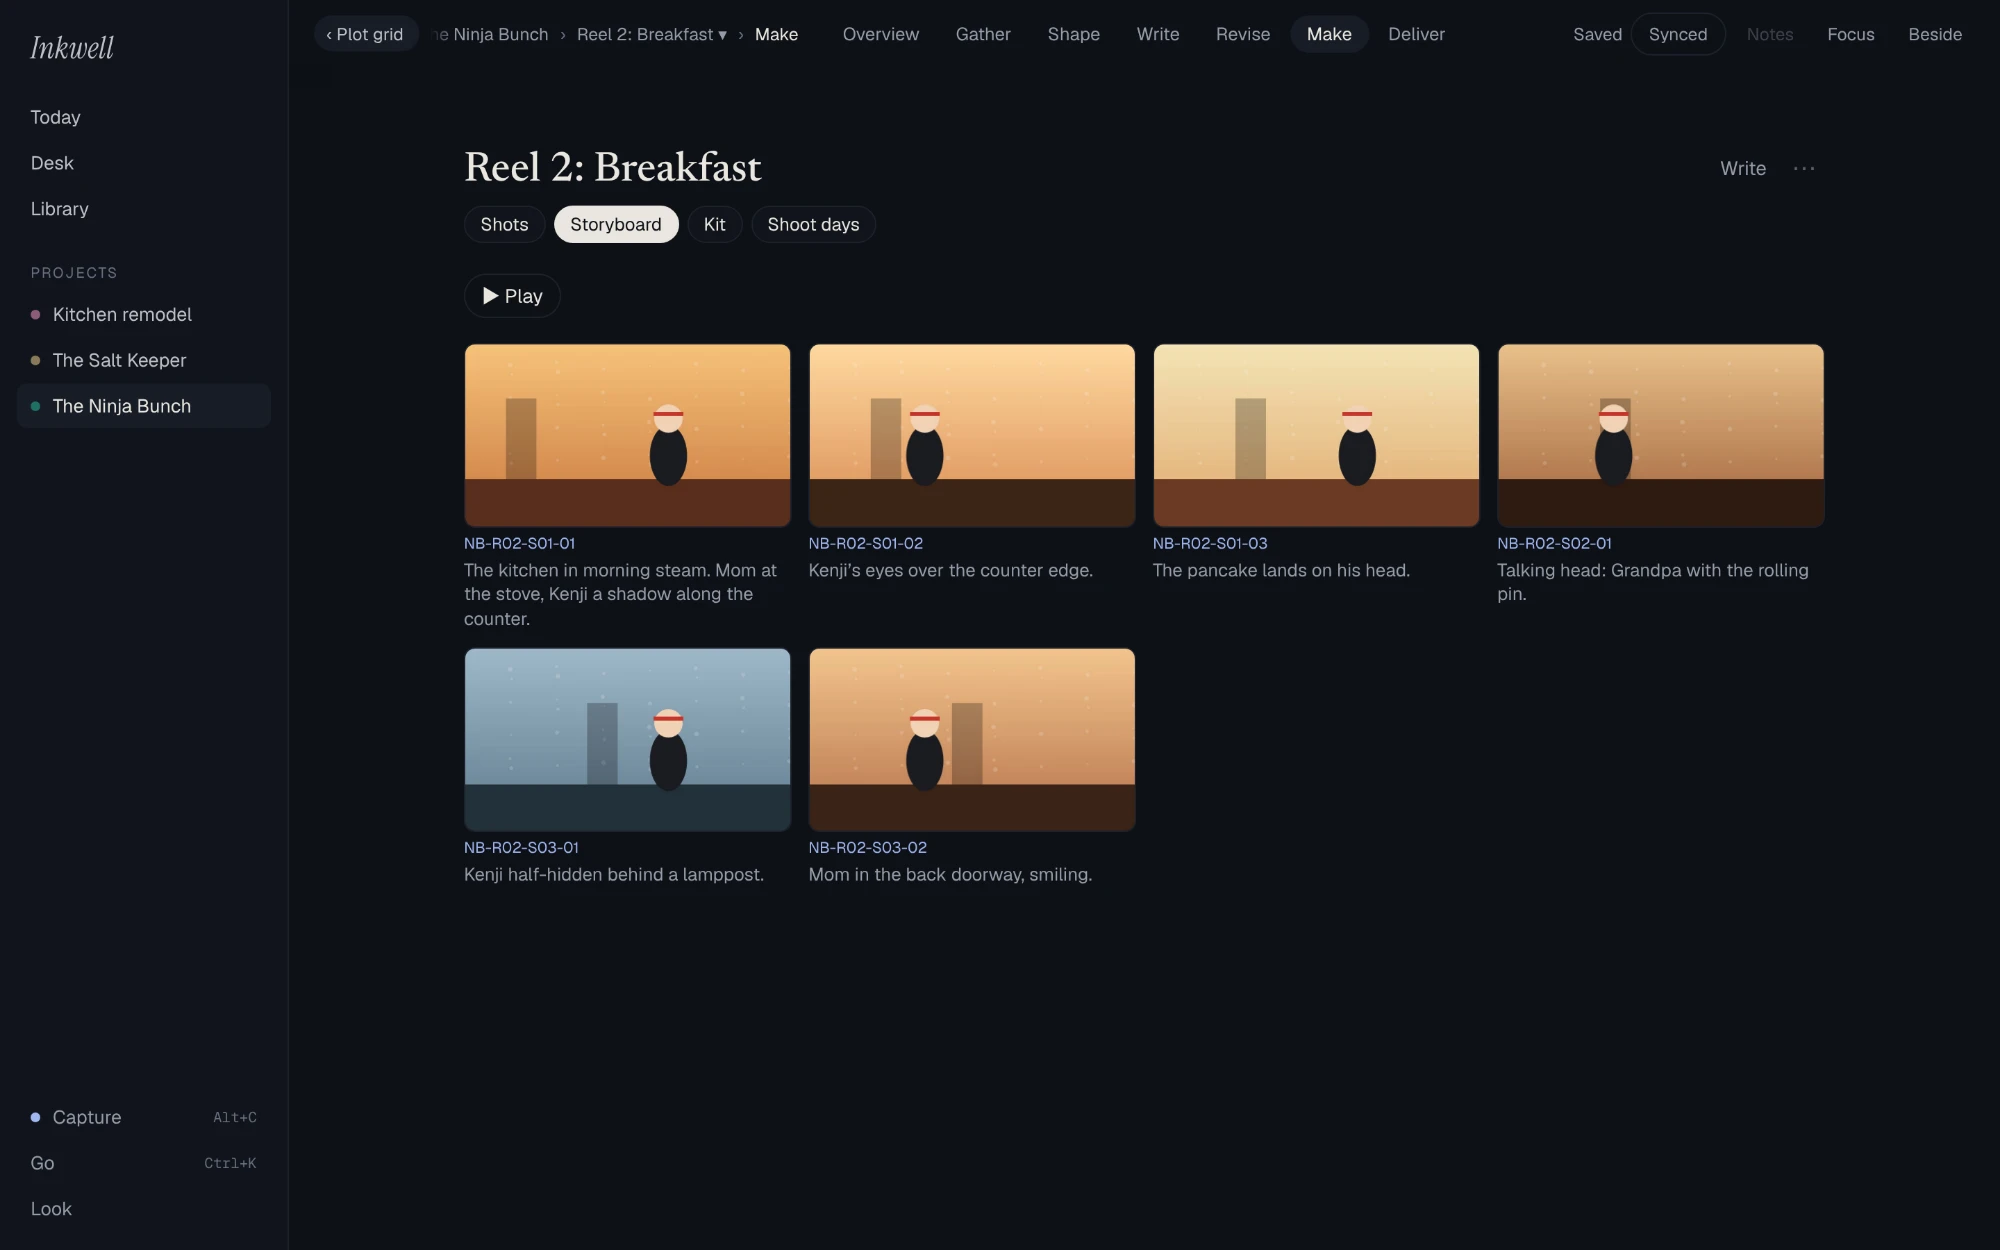 Inkwell
Today
Desk
Library
PROJECTS
Kitchen remodel
The Salt Keeper
The Ninja Bunch
Capture Alt+C
Go Ctrl+K
Look
‹ Plot grid
ne Ninja Bunch › Reel 2: Breakfast ▾ › Make
Overview Gather Shape Write Revise Make Deliver
Saved Synced Notes Focus Beside
Reel 2: Breakfast
Write ···
Shots Storyboard Kit Shoot days
▶ Play
NB-R02-S01-01
The kitchen in morning steam. Mom at
the stove, Kenji a shadow along the
counter.
NB-R02-S01-02
Kenji’s eyes over the counter edge.
NB-R02-S01-03
The pancake lands on his head.
NB-R02-S02-01
Talking head: Grandpa with the rolling
pin.
NB-R02-S03-01
Kenji half-hidden behind a lamppost.
NB-R02-S03-02
Mom in the back doorway, smiling.